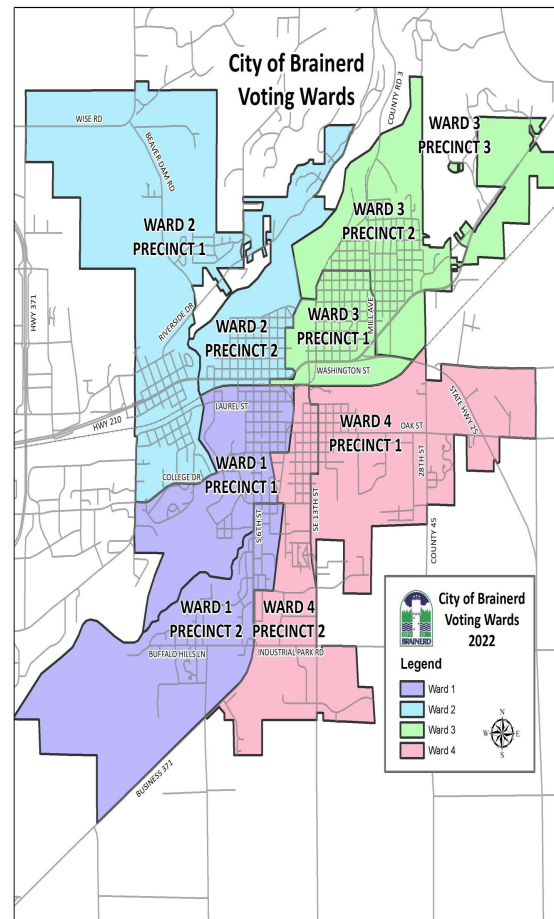 City of Brainerd
Voting Wards
COUNTY RD 3
WARD 3
PRECINCT 3
WISE RD
BEAVER DAM RD
WARD 3
PRECINCT 2
WARD 2
PRECINCT 1
HWY 371
RIVERSIDE DR
WARD 2
PRECINCT 2
WARD 3
PRECINCT 1
MILL AVE
WASHINGTON ST
STATE HWY 25
HWY 210
LAUREL ST
WARD 4
PRECINCT 1
OAK ST
WARD 1
PRECINCT 1
COLLEGE DR
28TH ST
S 6TH ST
SE 13TH ST
COUNTY 45
WARD 1
PRECINCT 2
WARD 4
PRECINCT 2
BUFFALO HILLS LN
INDUSTRIAL PARK RD
BUSINESS 371
BRAINERD
City of Brainerd
Voting Wards
2022
Legend
Ward 1
Ward 2
Ward 3
Ward 4
N
W
E
S